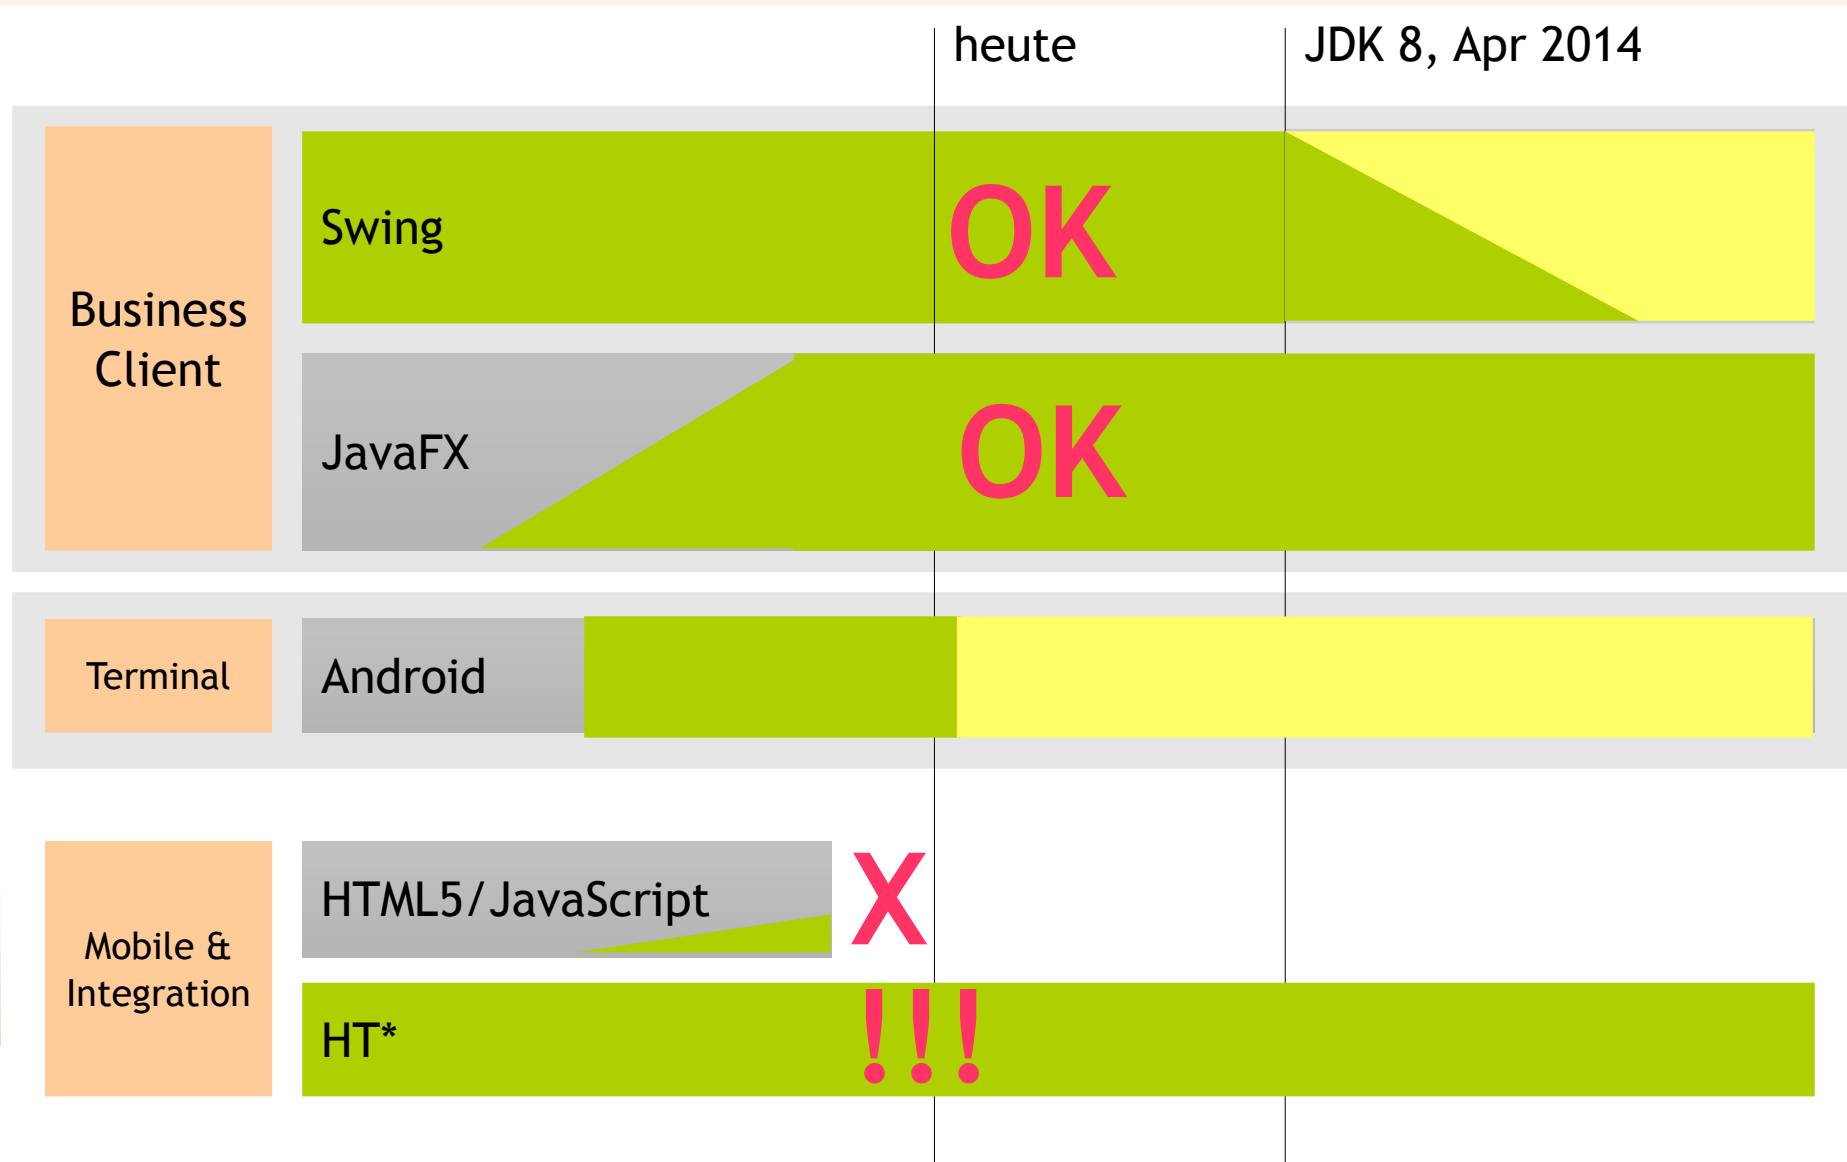 heute
JDK 8, Apr 2014
Business
Client
Swing
OK
JavaFX
OK
Terminal
Android
Mobile &
Integration
HTML5/JavaScript
X
HT*
!!!